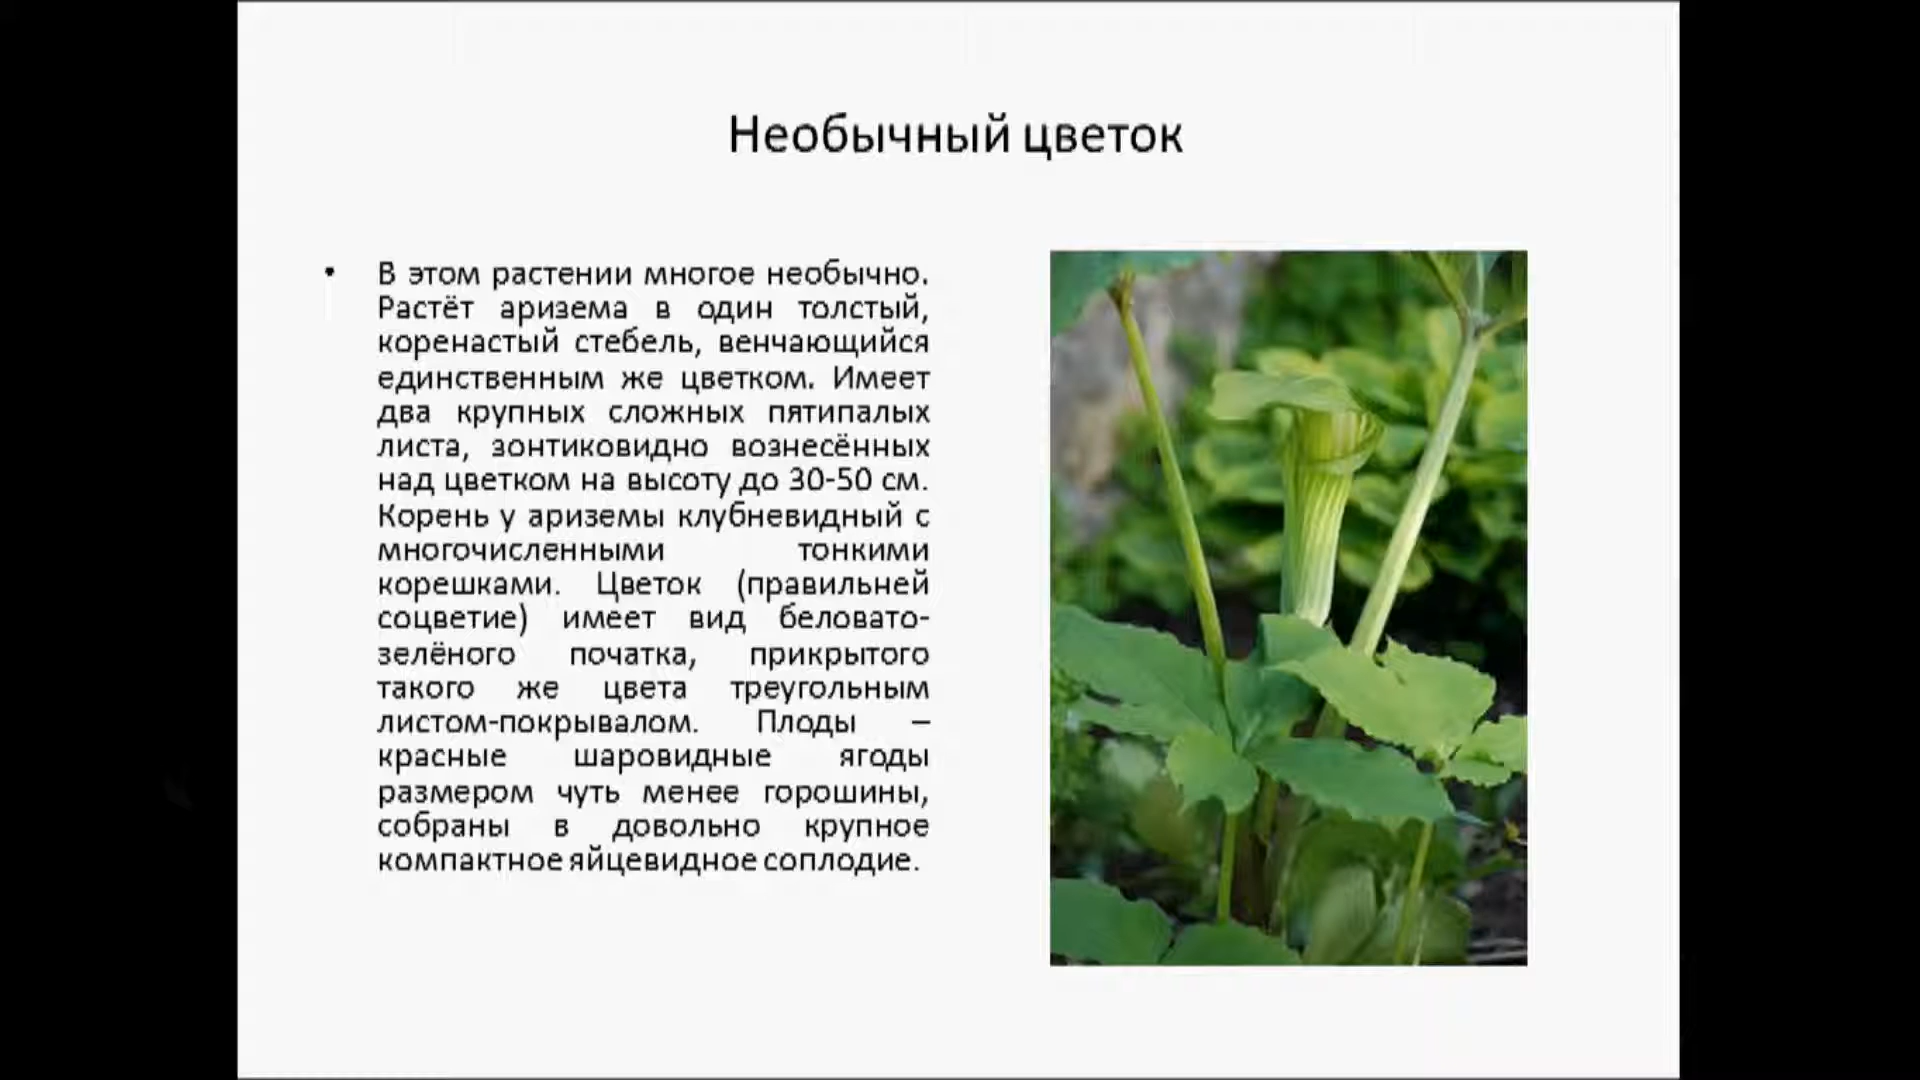 Необычный цветок
• В этом растении многое необычно.
Растёт аризема в один толстый,
коренастый стебель, венчающийся
единственным же цветком. Имеет
два крупных сложных пятипалых
листа, зонтиковидно вознесённых
над цветком на высоту до 30-50 см.
Корень у ариземы клубневидный с
многочисленными тонкими
корешками. Цветок (правильней
соцветие) имеет вид беловато-
зелёного початка, прикрытого
такого же цвета треугольным
листом-покрывалом. Плоды –
красные шаровидные ягоды
размером чуть менее горошины,
собраны в довольно крупное
компактное яйцевидное соплодие.